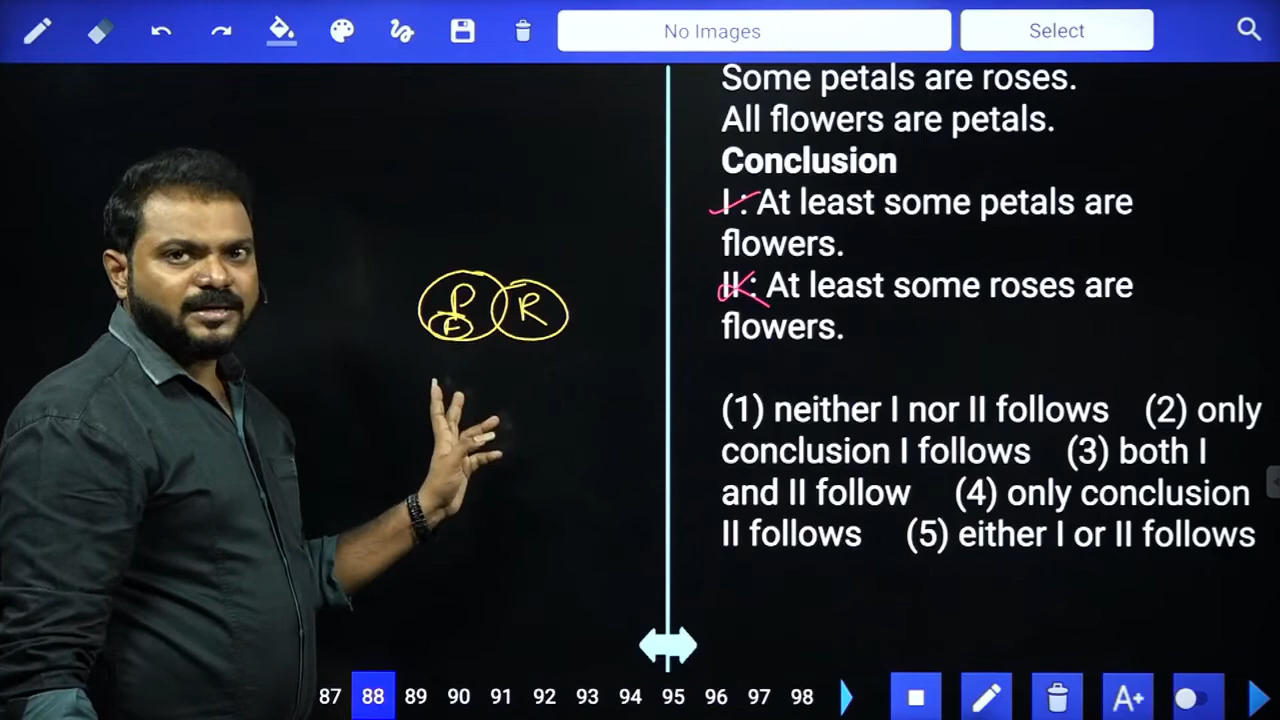 No Images
Select
Some petals are roses.
All flowers are petals.
Conclusion
I : At least some petals are
flowers.
II : At least some roses are
flowers.
P
R
F
(1) neither I nor II follows (2) only
conclusion I follows (3) both I
and II follow (4) only conclusion
II follows (5) either I or II follows
87 88 89 90 91 92 93 94 95 96 97 98
A+